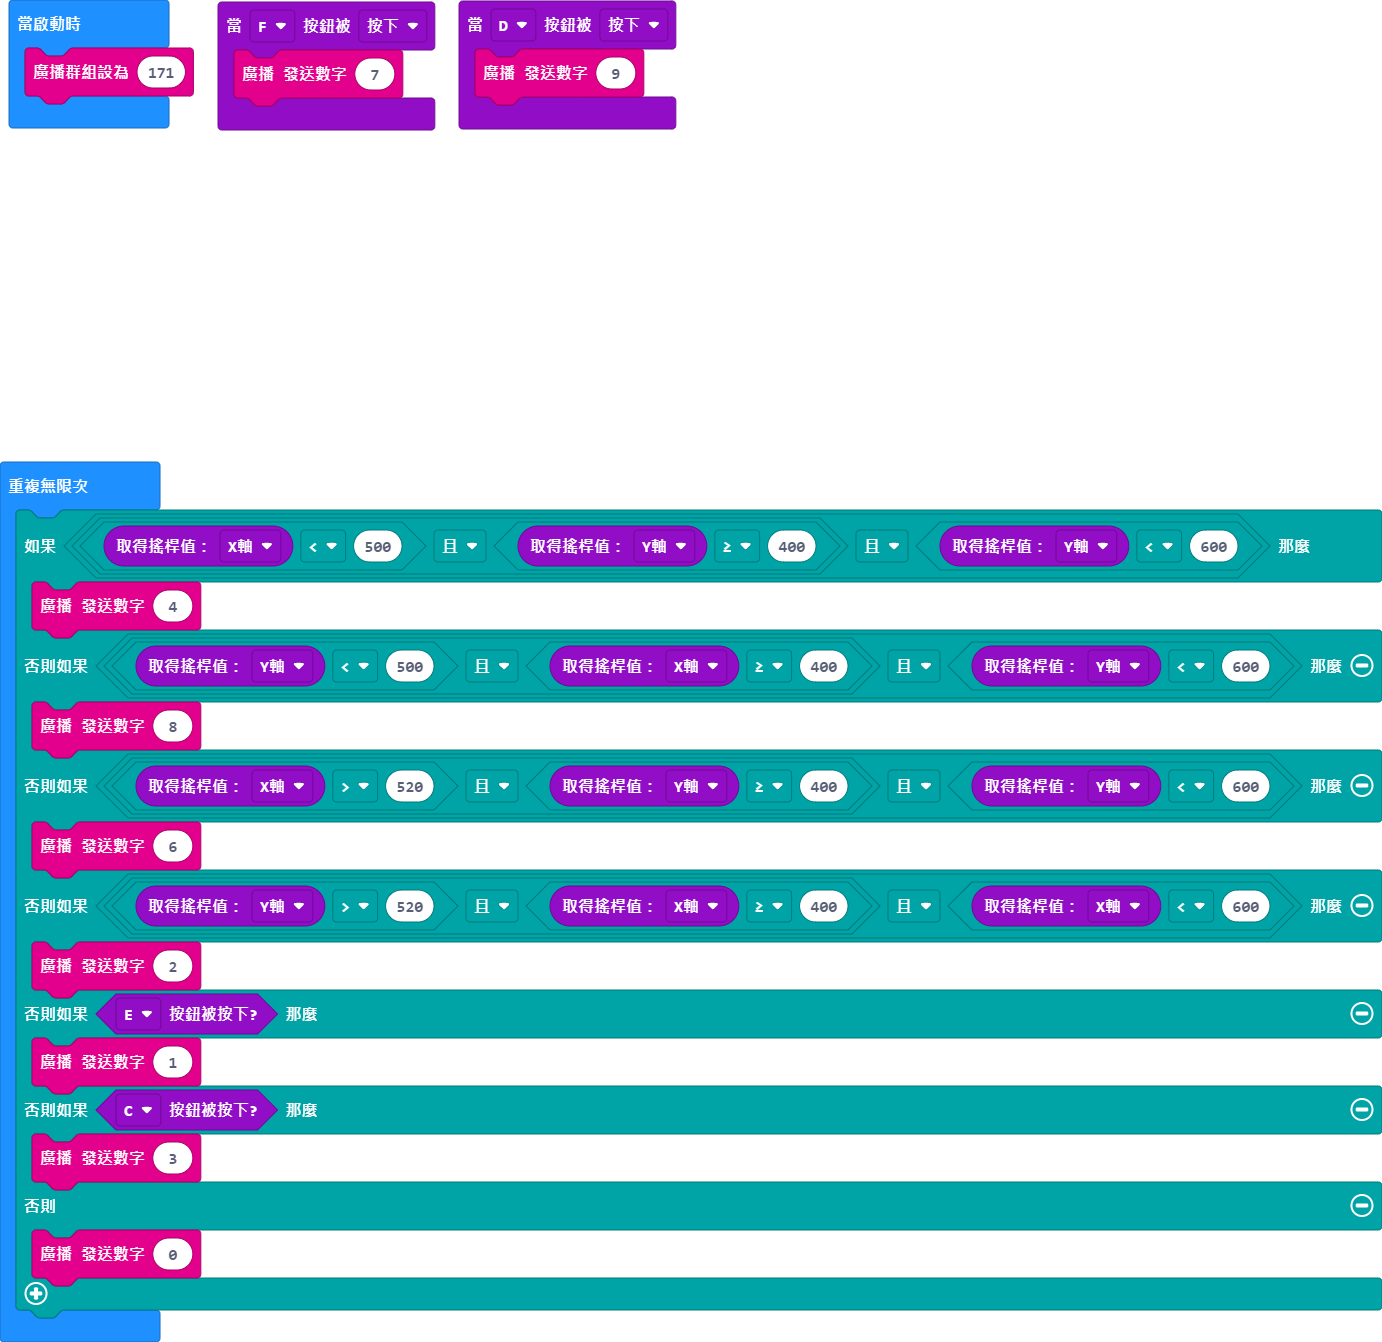 當啟動時
廣播群組設為 171
當 F 按鈕被 按下
廣播 發送數字 7
當 D 按鈕被 按下
廣播 發送數字 9
重複無限次
如果 取得搖桿值： X軸 < 500 且 取得搖桿值： Y軸 ≥ 400 且 取得搖桿值： Y軸 < 600 那麼
廣播 發送數字 4
否則如果 取得搖桿值： Y軸 < 500 且 取得搖桿值： X軸 ≥ 400 且 取得搖桿值： Y軸 < 600 那麼
廣播 發送數字 8
否則如果 取得搖桿值： X軸 > 520 且 取得搖桿值： Y軸 ≥ 400 且 取得搖桿值： Y軸 < 600 那麼
廣播 發送數字 6
否則如果 取得搖桿值： Y軸 > 520 且 取得搖桿值： X軸 ≥ 400 且 取得搖桿值： X軸 < 600 那麼
廣播 發送數字 2
否則如果 E 按鈕被按下? 那麼
廣播 發送數字 1
否則如果 C 按鈕被按下? 那麼
廣播 發送數字 3
否則
廣播 發送數字 0